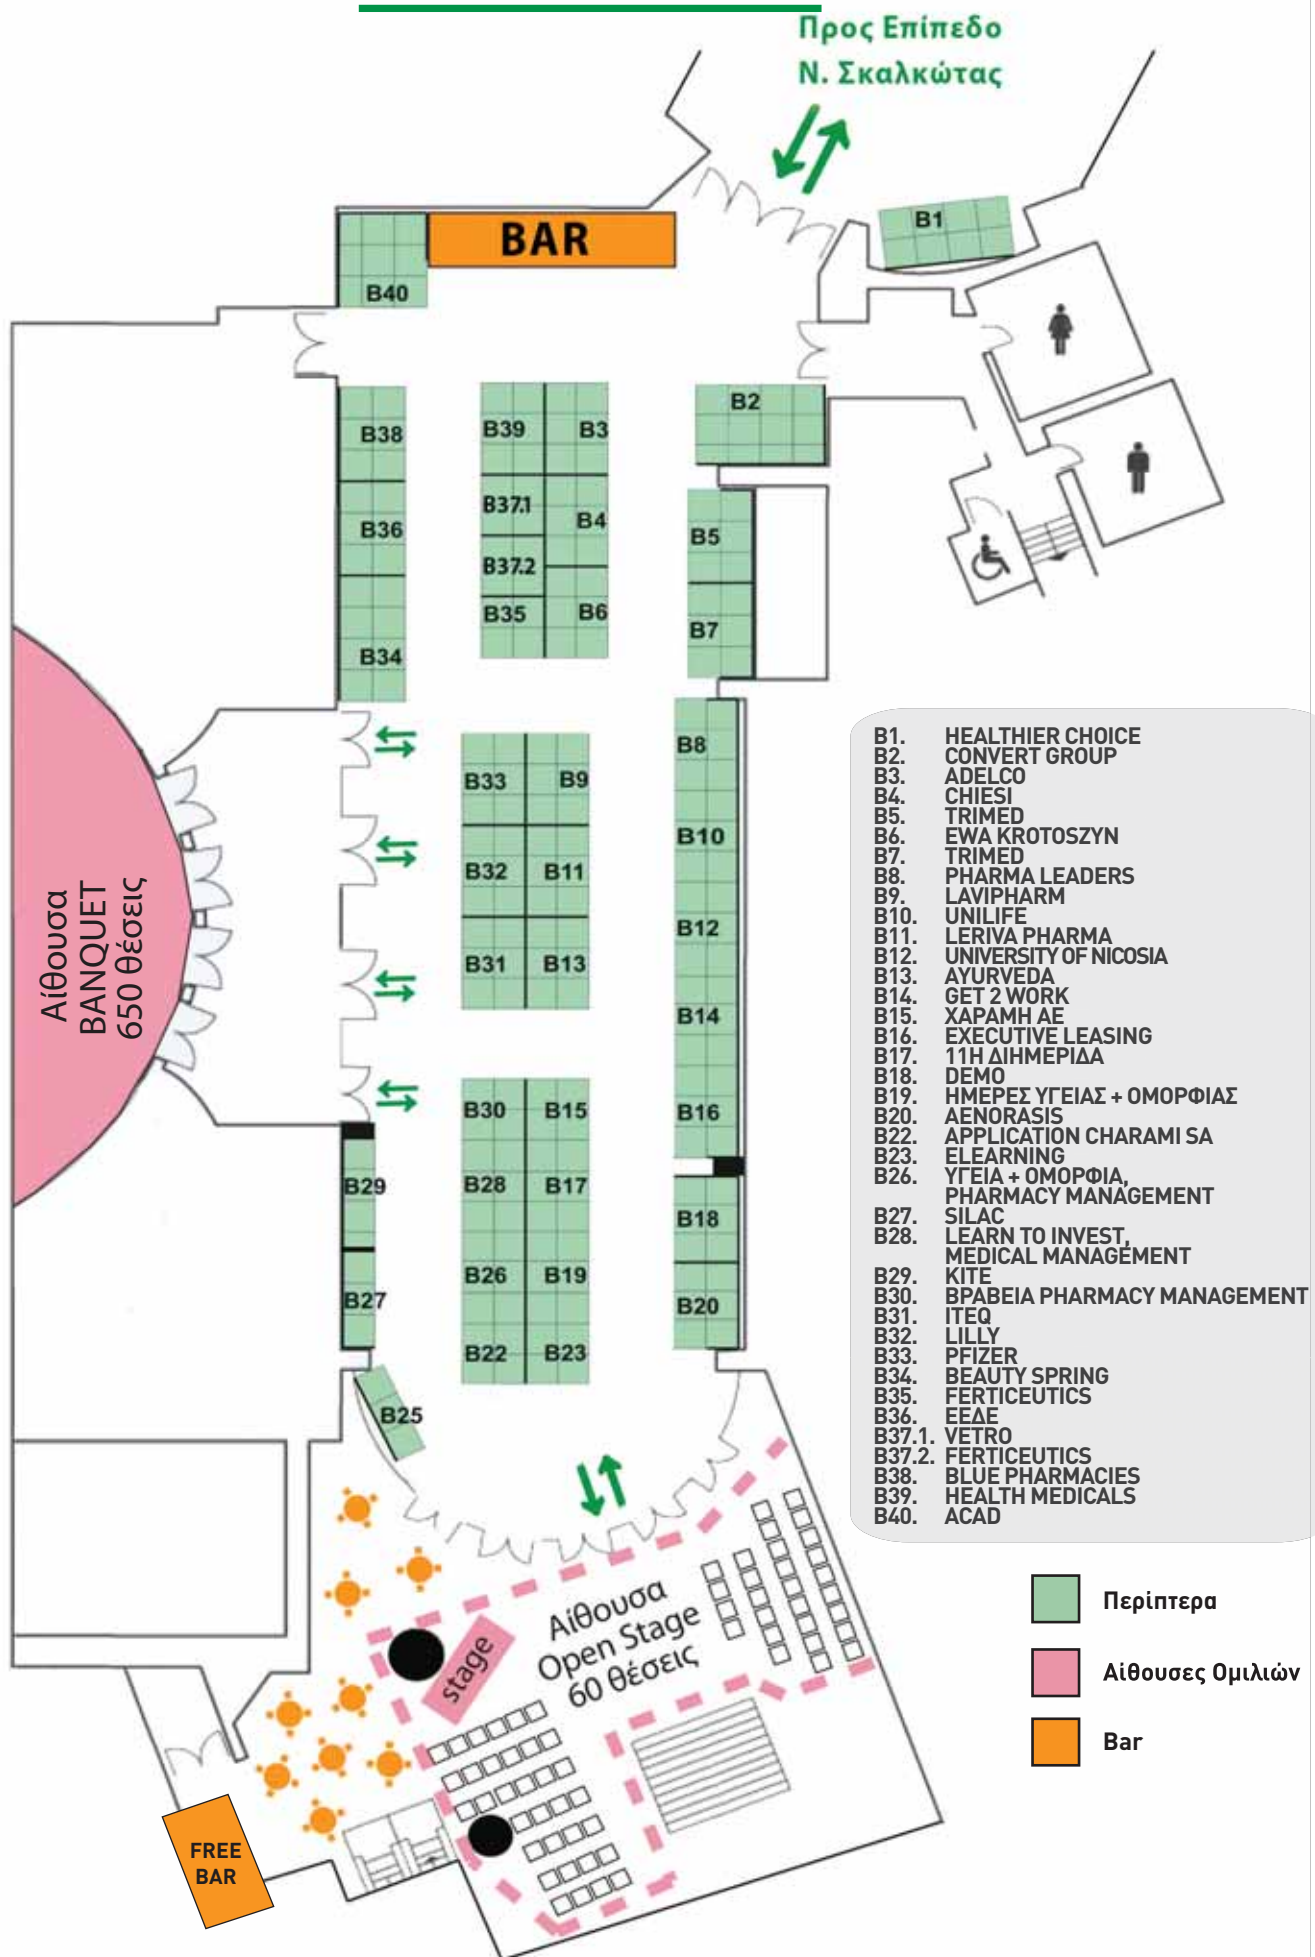 Προς Επίπεδο
Ν. Σκαλκώτας
B1
BAR
B40
B2
B38
B39
B3
B37.1
B36
B4
B5
B37.2
B35
B6
B7
B34
B8
B33
B9
B10
B32
B11
B12
B31
B13
B14
B30
B15
B16
B29
B28
B17
B18
B26
B19
B27
B20
B22
B23
B25
Αίθουσα
BANQUET
650 θέσεις
B1. HEALTHIER CHOICE
B2. CONVERT GROUP
B3. ADELCO
B4. CHIESI
B5. TRIMED
B6. EWA KROTOSZYN
B7. TRIMED
B8. PHARMA LEADERS
B9. LAVIPHARM
B10. UNILIFE
B11. LERIVA PHARMA
B12. UNIVERSITY OF NICOSIA
B13. AYURVEDA
B14. GET 2 WORK
B15. ΧΑΡΑΜΗ ΑΕ
B16. EXECUTIVE LEASING
B17. 11Η ΔΙΗΜΕΡΙΔΑ
B18. DEMO
B19. ΗΜΕΡΕΣ ΥΓΕΙΑΣ + ΟΜΟΡΦΙΑΣ
B20. AENORASIS
B22. APPLICATION CHARAMI SA
B23. ELEARNING
B26. ΥΓΕΙΑ + ΟΜΟΡΦΙΑ,
PHARMACY MANAGEMENT
B27. SILAC
B28. LEARN TO INVEST,
MEDICAL MANAGEMENT
B29. KITE
B30. ΒΡΑΒΕΙΑ PHARMACY MANAGEMENT
B31. ITEQ
B32. LILLY
B33. PFIZER
B34. BEAUTY SPRING
B35. FERTICEUTICS
B36. ΕΕΔΕ
B37.1. VETRO
B37.2. FERTICEUTICS
B38. BLUE PHARMACIES
B39. HEALTH MEDICALS
B40. ACAD
Αίθουσα
Open Stage
60 θέσεις
stage
FREE
BAR
Περίπτερα
Αίθουσες Ομιλιών
Bar